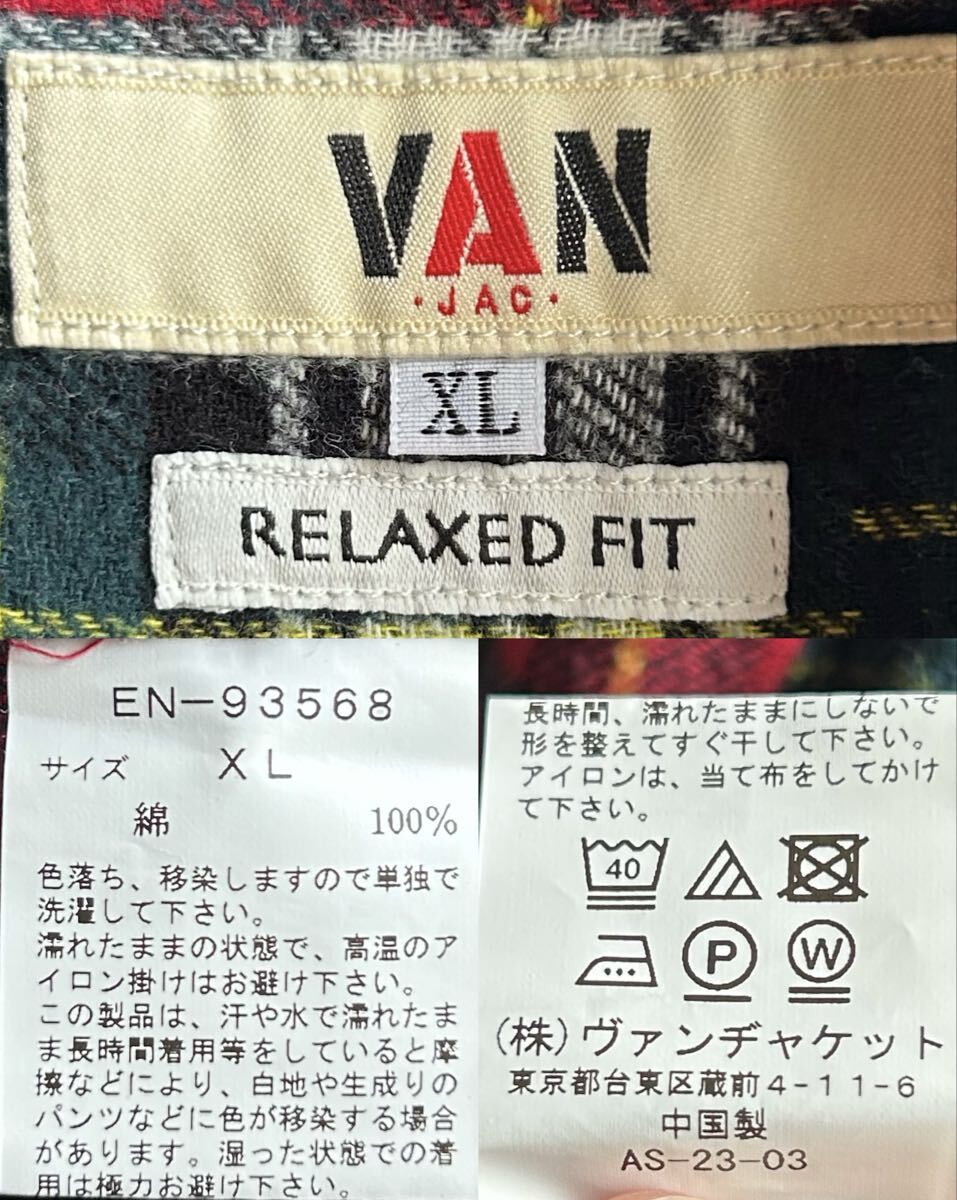 VAN
・JAC・
XL
RELAXED FIT
EN-93568
サイズ XL
綿 100%
色落ち、移染しますので単独で
洗濯して下さい。
濡れたままの状態で、高温のア
イロン掛けはお避け下さい。
この製品は、汗や水で濡れたま
ま長時間着用等をしていると摩
擦などにより、白地や生成りの
パンツなどに色が移染する場合
があります。湿った状態での着
用は極力お避け下さい。
長時間、濡れたままにしないで
形を整えてすぐ干して下さい。
アイロンは、当て布をしてかけ
て下さい。
40
P W
(株)ヴァンヂャケット
東京都台東区蔵前4-11-6
中国製
AS-23-03